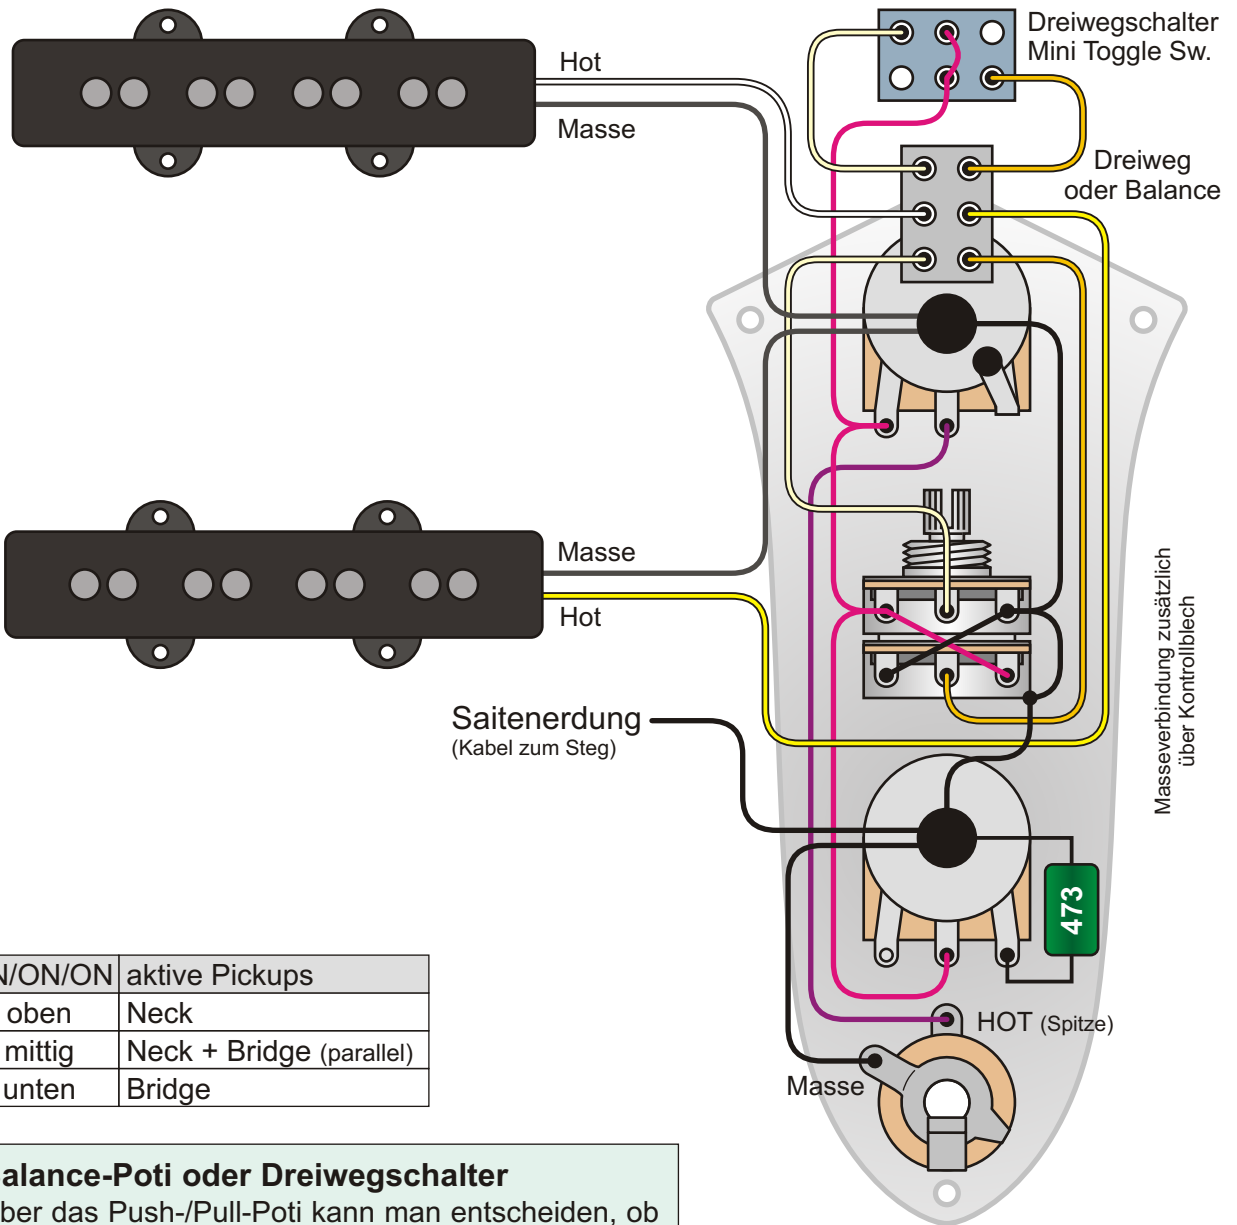 Dreiwegschalter
Mini Toggle Sw.
Hot
Masse
Dreiweg
oder Balance
Masse
Hot
Masseverbindung zusätzlich
über Kontrollblech
Saitenerdung
(Kabel zum Steg)
473
N/ON/ON aktive Pickups
oben Neck
mittig Neck + Bridge (parallel)
unten Bridge
HOT (Spitze)
Masse
alance-Poti oder Dreiwegschalter
ber das Push-/Pull-Poti kann man entscheiden, ob